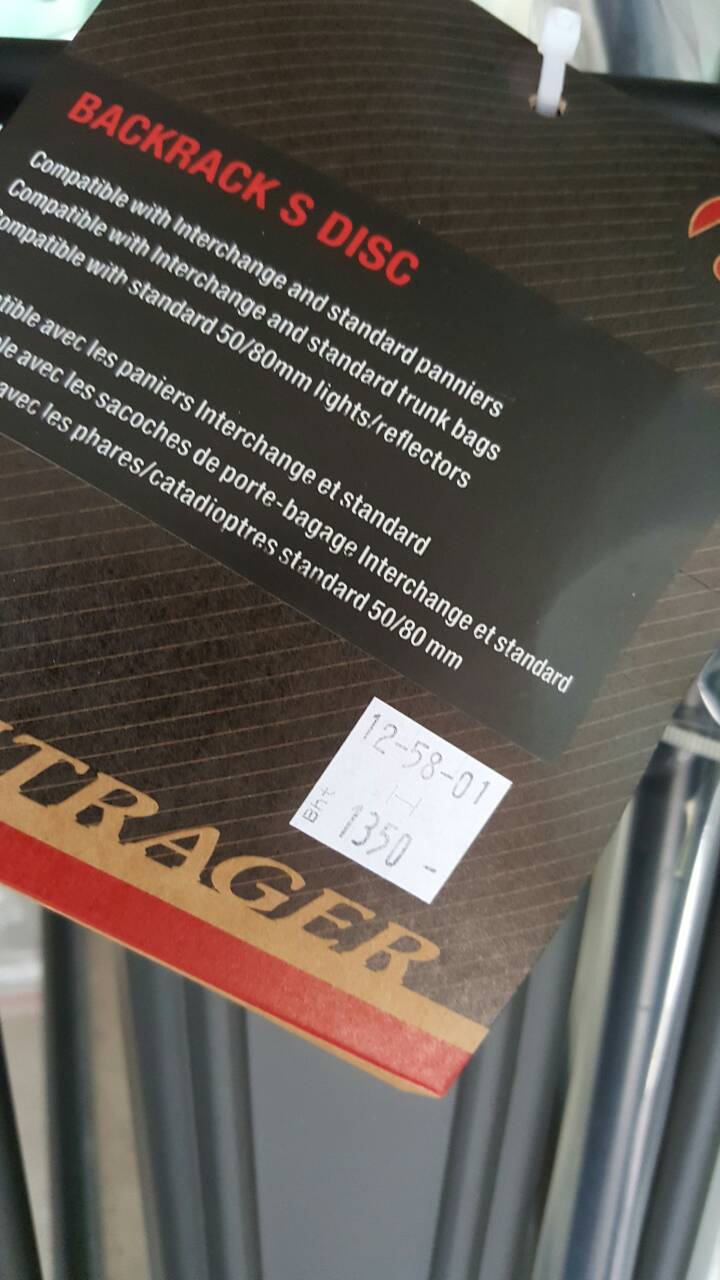 BACKRACK S DISC
Compatible with Interchange and standard panniers
Compatible with Interchange and standard trunk bags
ompatible with standard 50/80mm lights/reflectors
avec les paniers Interchange et standard
avec les sacoches de porte-bagage Interchange et standard
avec les phares/catadioptres standard 50/80 mm
12-58-01
H
Bht 1350 -
TRAGER